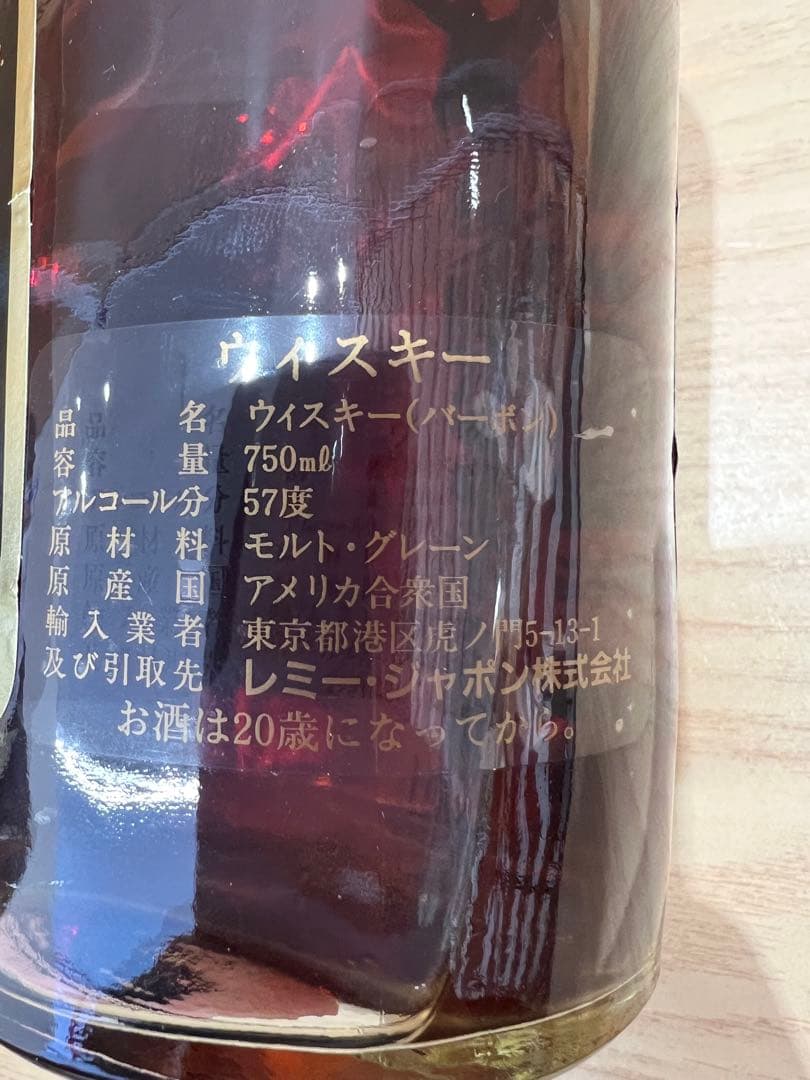 ウィスキー
品名 ウィスキー(バーボン)
容量 750mℓ
アルコール分 57度
原材料 モルト・グレーン
原産国 アメリカ合衆国
輸入業者 東京都港区虎ノ門5-13-1
及び引取先 レミー・ジャポン株式会社
お酒は20歳になってから。